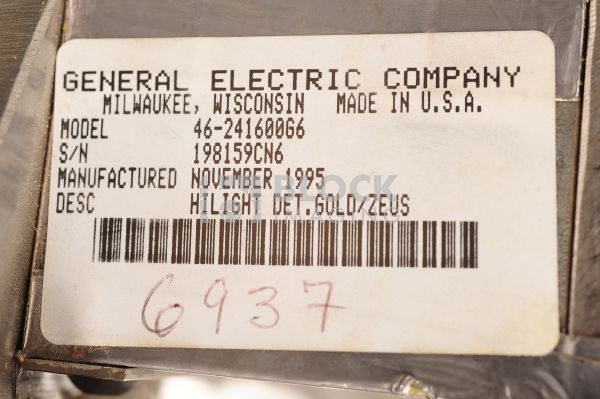 GENERAL ELECTRIC COMPANY
MILWAUKEE, WISCONSIN MADE IN U.S.A.
MODEL 46-241600G6
S/N 198159CN6
MANUFACTURED NOVEMBER 1995
DESC HILIGHT DET.GOLD/ZEUS
BLOCK
6937